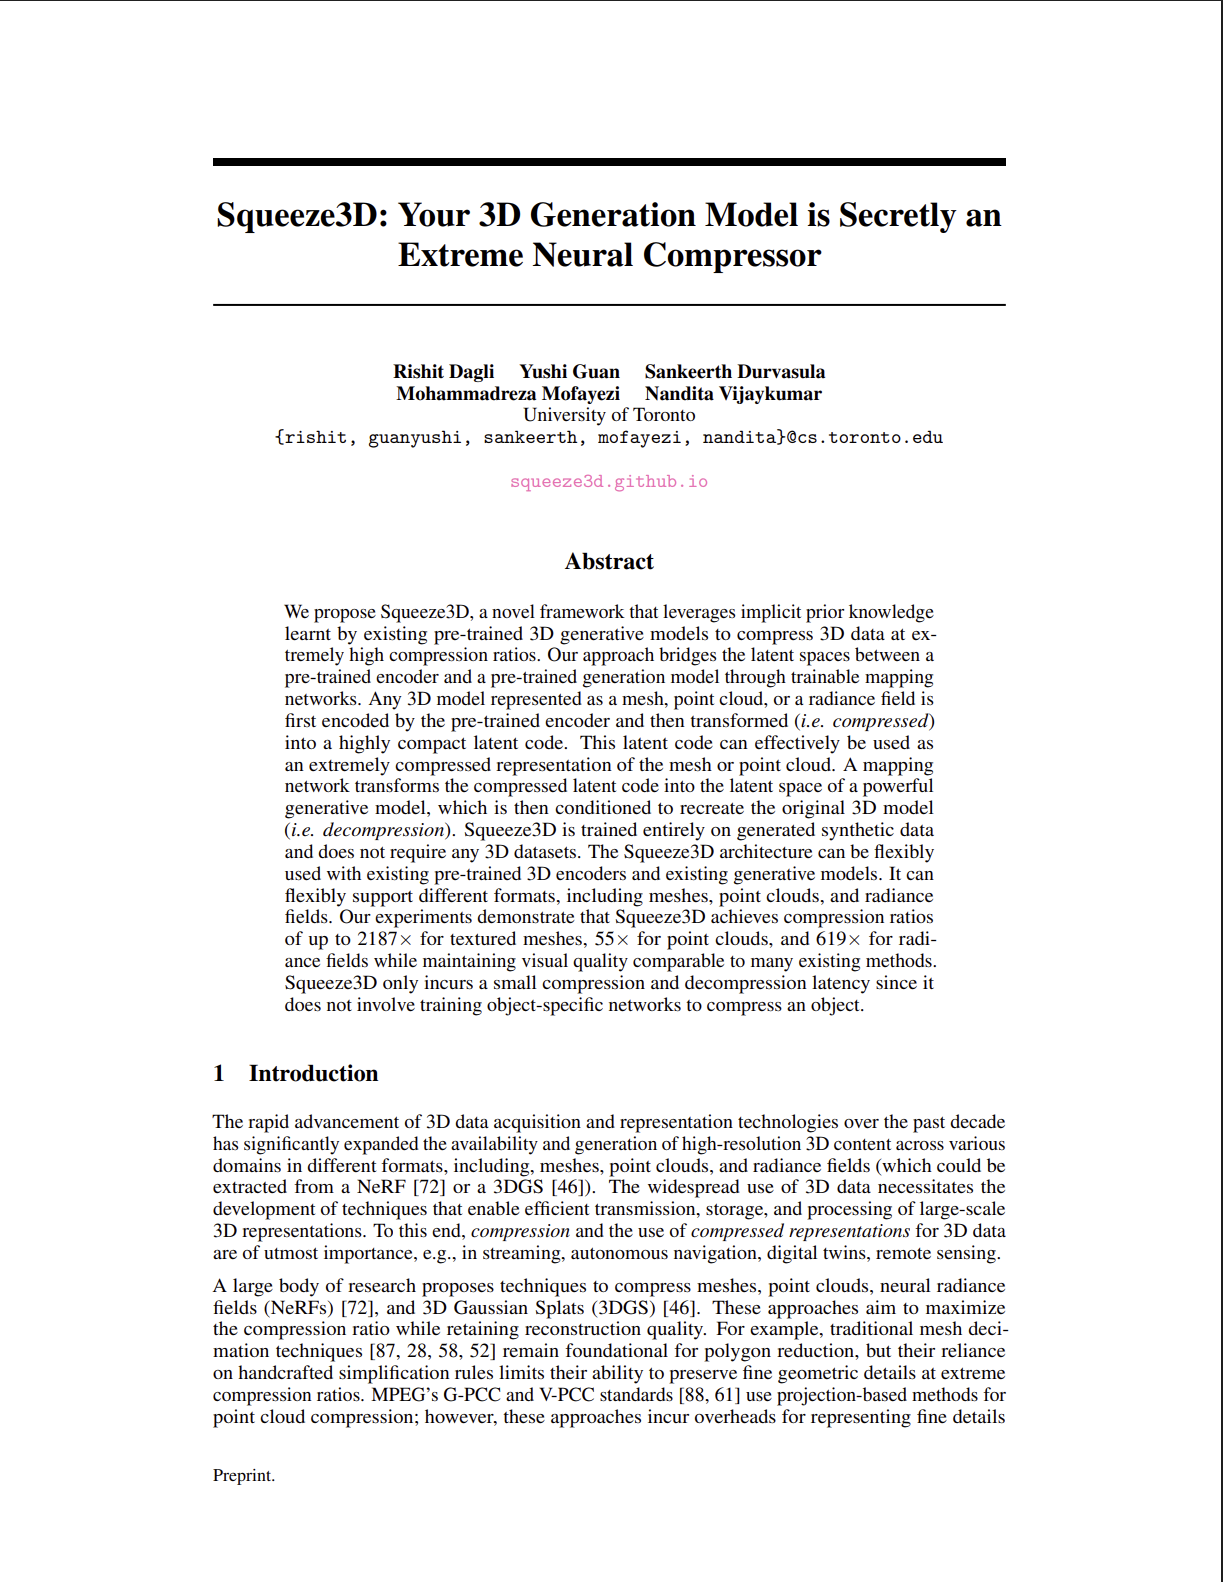 Squeeze3D: Your 3D Generation Model is Secretly an
Extreme Neural Compressor
Rishit Dagli Yushi Guan Sankeerth Durvasula
Mohammadreza Mofayezi Nandita Vijaykumar
University of Toronto
{rishit, guanyushi, sankeerth, mofayezi, nandita}@cs.toronto.edu
squeeze3d.github.io
Abstract
We propose Squeeze3D, a novel framework that leverages implicit prior knowledge
learnt by existing pre-trained 3D generative models to compress 3D data at ex-
tremely high compression ratios. Our approach bridges the latent spaces between a
pre-trained encoder and a pre-trained generation model through trainable mapping
networks. Any 3D model represented as a mesh, point cloud, or a radiance field is
first encoded by the pre-trained encoder and then transformed (i.e. compressed)
into a highly compact latent code. This latent code can effectively be used as
an extremely compressed representation of the mesh or point cloud. A mapping
network transforms the compressed latent code into the latent space of a powerful
generative model, which is then conditioned to recreate the original 3D model
(i.e. decompression). Squeeze3D is trained entirely on generated synthetic data
and does not require any 3D datasets. The Squeeze3D architecture can be flexibly
used with existing pre-trained 3D encoders and existing generative models. It can
flexibly support different formats, including meshes, point clouds, and radiance
fields. Our experiments demonstrate that Squeeze3D achieves compression ratios
of up to 2187× for textured meshes, 55× for point clouds, and 619× for radi-
ance fields while maintaining visual quality comparable to many existing methods.
Squeeze3D only incurs a small compression and decompression latency since it
does not involve training object-specific networks to compress an object.
1 Introduction
The rapid advancement of 3D data acquisition and representation technologies over the past decade
has significantly expanded the availability and generation of high-resolution 3D content across various
domains in different formats, including, meshes, point clouds, and radiance fields (which could be
extracted from a NeRF [72] or a 3DGS [46]). The widespread use of 3D data necessitates the
development of techniques that enable efficient transmission, storage, and processing of large-scale
3D representations. To this end, compression and the use of compressed representations for 3D data
are of utmost importance, e.g., in streaming, autonomous navigation, digital twins, remote sensing.
A large body of research proposes techniques to compress meshes, point clouds, neural radiance
fields (NeRFs) [72], and 3D Gaussian Splats (3DGS) [46]. These approaches aim to maximize
the compression ratio while retaining reconstruction quality. For example, traditional mesh deci-
mation techniques [87, 28, 58, 52] remain foundational for polygon reduction, but their reliance
on handcrafted simplification rules limits their ability to preserve fine geometric details at extreme
compression ratios. MPEG's G-PCC and V-PCC standards [88, 61] use projection-based methods for
point cloud compression; however, these approaches incur overheads for representing fine details
Preprint.